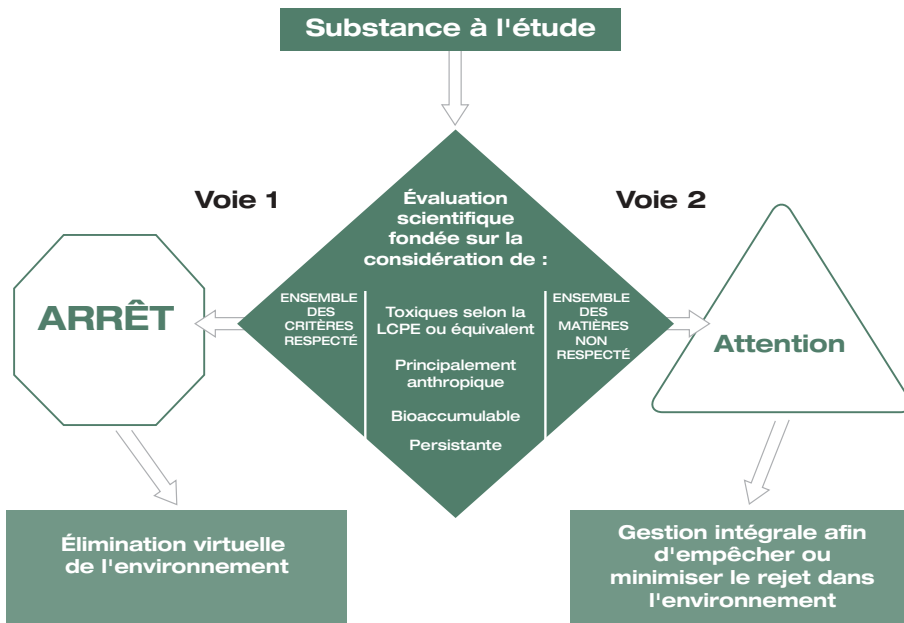 Substance à l'étude
Voie 1
Voie 2
Évaluation
scientifique
fondée sur la
considération de :
ARRÊT
ENSEMBLE
DES
CRITÈRES
RESPECTÉ
Toxiques selon la
LCPE ou équivalent
Principalement
anthropique
Bioaccumulable
Persistante
ENSEMBLE
DES
MATIÈRES
NON
RESPECTÉ
Attention
Élimination virtuelle
de l'environnement
Gestion intégrale afin
d'empêcher ou
minimiser le rejet dans
l'environnement